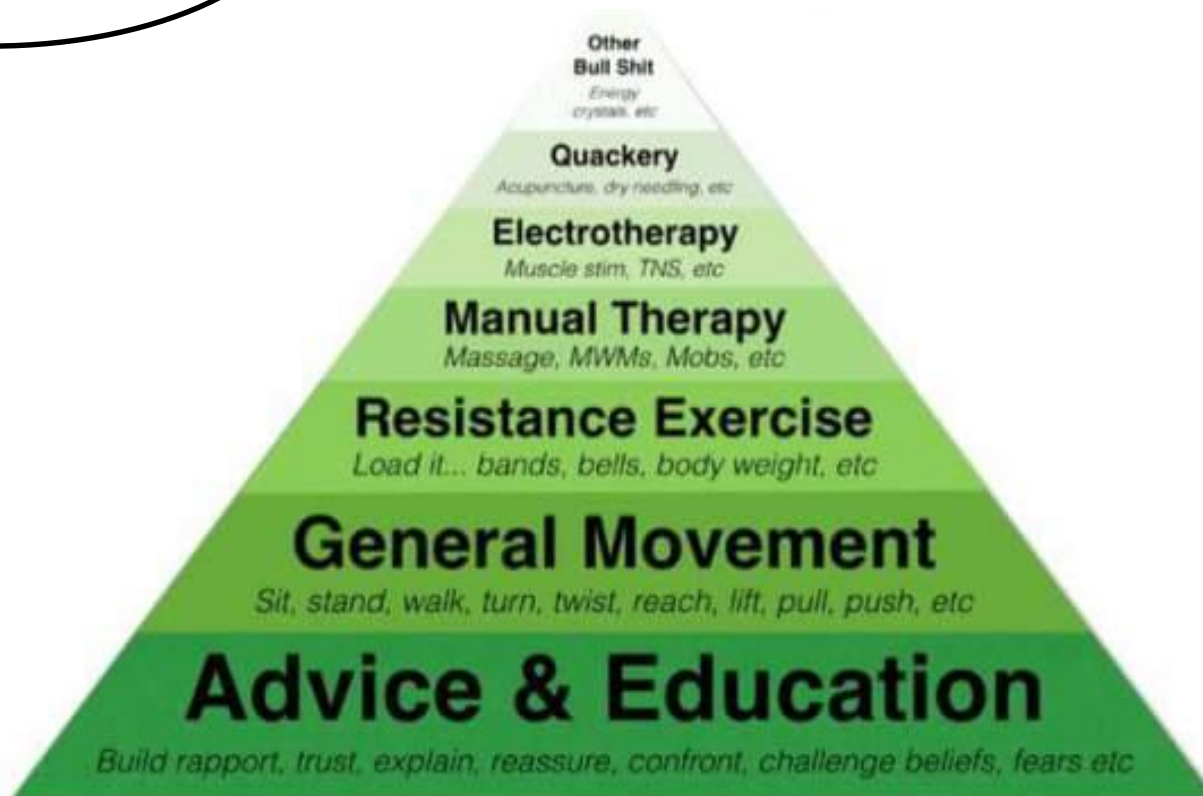 Other
Bull Shit
Energy
crystals, etc
Quackery
Acupuncture, dry needling, etc
Electrotherapy
Muscle stim, TNS, etc
Manual Therapy
Massage, MWMs, Mobs, etc
Resistance Exercise
Load it... bands, bells, body weight, etc
General Movement
Sit, stand, walk, turn, twist, reach, lift, pull, push, etc
Advice & Education
Build rapport, trust, explain, reassure, confront, challenge beliefs, fears etc